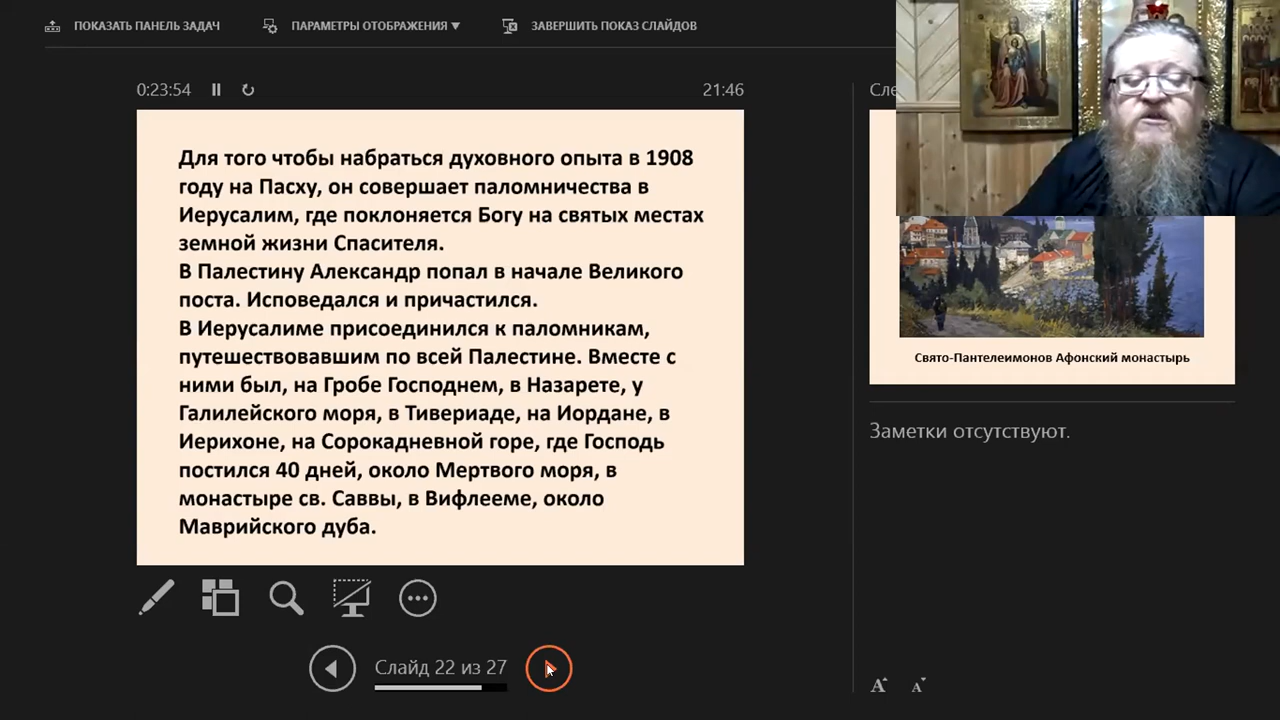 ПОКАЗАТЬ ПАНЕЛЬ ЗАДАЧ
ПАРАМЕТРЫ ОТОБРАЖЕНИЯ ▼
ЗАВЕРШИТЬ ПОКАЗ СЛАЙДОВ
0:23:54
21:46
Для того чтобы набраться духовного опыта в 1908
году на Пасху, он совершает паломничества в
Иерусалим, где поклоняется Богу на святых местах
земной жизни Спасителя.
В Палестину Александр попал в начале Великого
поста. Исповедался и причастился.
В Иерусалиме присоединился к паломникам,
путешествовавшим по всей Палестине. Вместе с
ними был, на Гробе Господнем, в Назарете, у
Галилейского моря, в Тивериаде, на Иордане, в
Иерихоне, на Сорокадневной горе, где Господь
постился 40 дней, около Мертвого моря, в
монастыре св. Саввы, в Вифлееме, около
Маврийского дуба.
Слайд 22 из 27
Сле
Свято-Пантелеимонов Афонский монастырь
Заметки отсутствуют.
A A